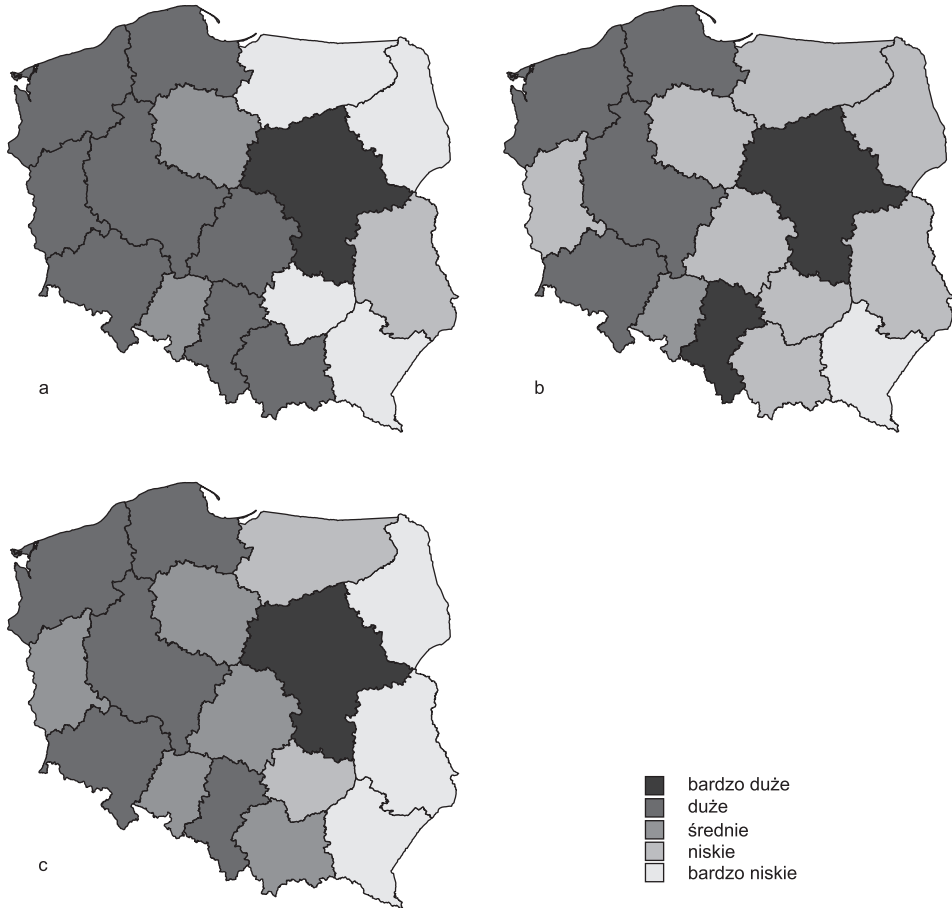 a
b
c
bardzo duże
duże
średnie
niskie
bardzo niskie